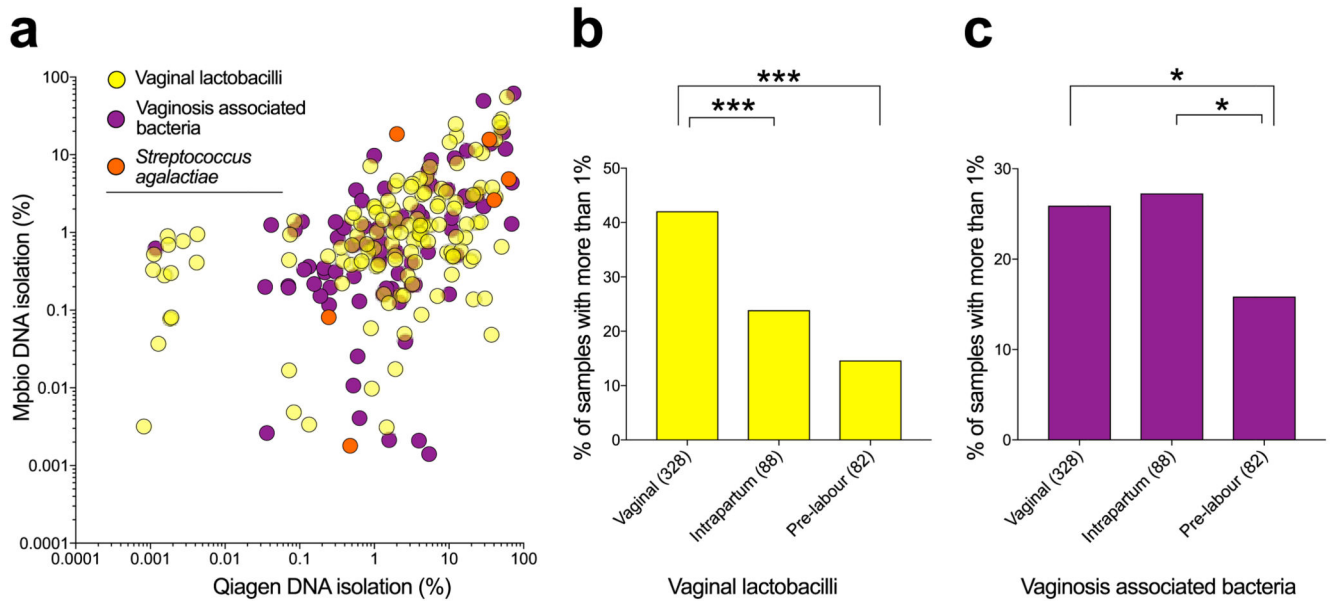 a
Vaginal lactobacilli
Vaginosis associated
bacteria
Streptococcus
agalactiae
100
10
1
0.1
0.01
0.001
0.0001
Mpbio DNA isolation (%)
0.0001
0.001
0.01
0.1
1
10
100
Qiagen DNA isolation (%)
b
***
***
% of samples with more than 1%
50
40
30
20
10
0
Vaginal (328)
Intrapartum (88)
Pre-labour (82)
Vaginal lactobacilli
c
*
*
% of samples with more than 1%
30
20
10
0
Vaginal (328)
Intrapartum (88)
Pre-labour (82)
Vaginosis associated bacteria